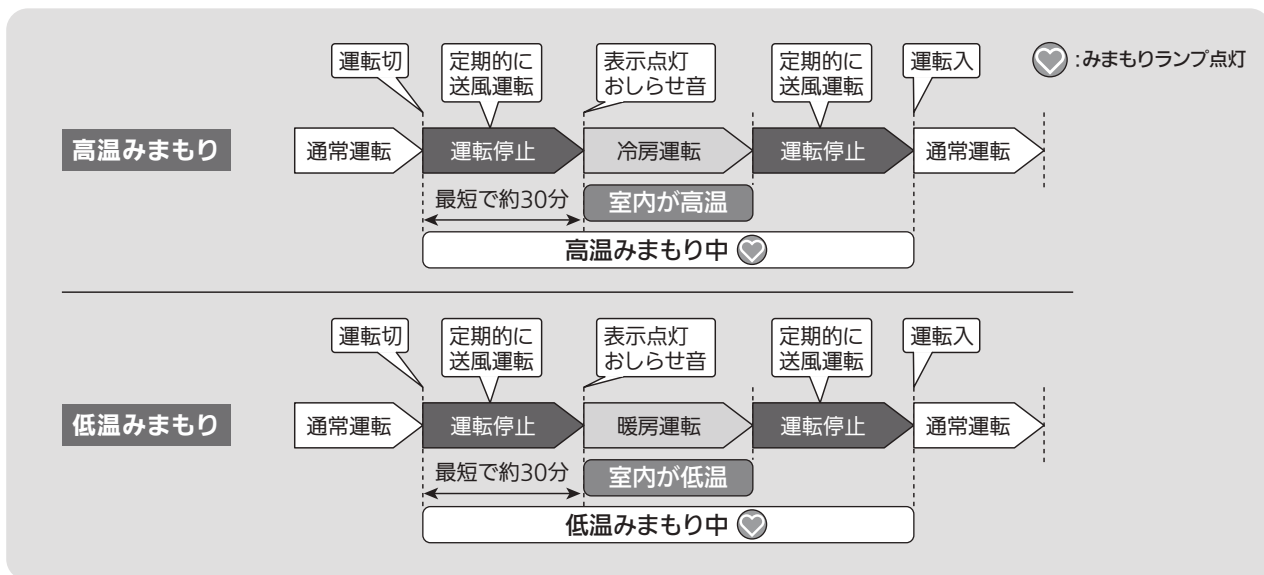 運転切
定期的に
送風運転
表示点灯
おしらせ音
定期的に
送風運転
運転入
:みまもりランプ点灯
高温みまもり
通常運転
運転停止
冷房運転
運転停止
通常運転
最短で約30分
室内が高温
高温みまもり中
運転切
定期的に
送風運転
表示点灯
おしらせ音
定期的に
送風運転
運転入
低温みまもり
通常運転
運転停止
暖房運転
運転停止
通常運転
最短で約30分
室内が低温
低温みまもり中